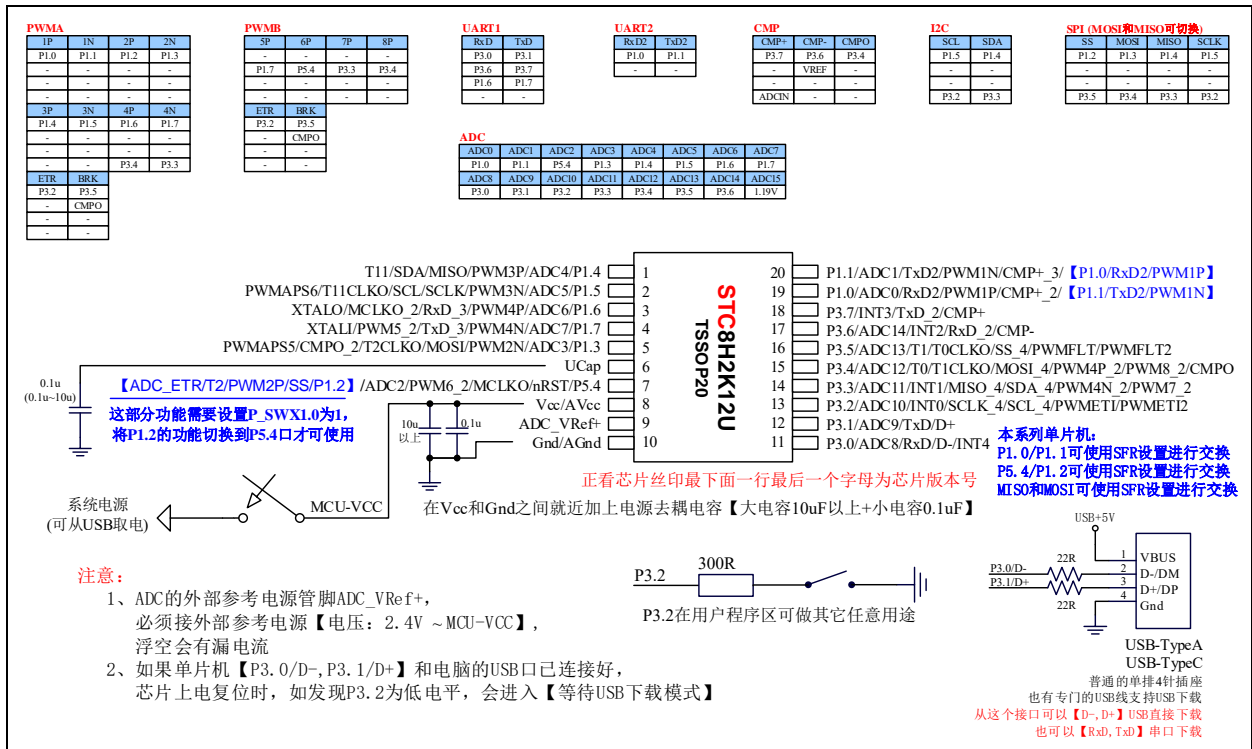 PWMA
1P 1N 2P 2N
P1.0 P1.1 P1.2 P1.3
- - - -
- - - -
- - - -
3P 3N 4P 4N
P1.4 P1.5 P1.6 P1.7
- - - -
- - - -
- - P3.4 P3.3
ETR BRK
P3.2 P3.5
- CMPO
- -
- -
PWMB
5P 6P 7P 8P
- - - -
P1.7 P5.4 P3.3 P3.4
- - - -
- - - -
ETR BRK
P3.2 P3.5
- CMPO
- -
- -
UART1
RxD TxD
P3.0 P3.1
P3.6 P3.7
P1.6 P1.7
- -
UART2
RxD2 TxD2
P1.0 P1.1
- -
CMP
CMP+ CMP- CMPO
P3.7 P3.6 P3.4
- VREF -
- - -
ADCIN - -
I2C
SCL SDA
P1.5 P1.4
- -
- -
P3.2 P3.3
SPI (MOSI和MISO可切换)
SS MOSI MISO SCLK
P1.2 P1.3 P1.4 P1.5
- - - -
- - - -
P3.5 P3.4 P3.3 P3.2
ADC
ADC0 ADC1 ADC2 ADC3 ADC4 ADC5 ADC6 ADC7
P1.0 P1.1 P5.4 P1.3 P1.4 P1.5 P1.6 P1.7
ADC8 ADC9 ADC10 ADC11 ADC12 ADC13 ADC14 ADC15
P3.0 P3.1 P3.2 P3.3 P3.4 P3.5 P3.6 1.19V
T11/SDA/MISO/PWM3P/ADC4/P1.4 1
PWMAPS6/T11CLKO/SCL/SCLK/PWM3N/ADC5/P1.5 2
XTALO/MCLKO_2/RxD_3/PWM4P/ADC6/P1.6 3
XTALI/PWM5_2/TxD_3/PWM4N/ADC7/P1.7 4
PWMAPS5/CMPO_2/T2CLKO/MOSI/PWM2N/ADC3/P1.3 5
UCap 6
【ADC_ETR/T2/PWM2P/SS/P1.2】/ADC2/PWM6_2/MCLKO/nRST/P5.4 7
Vcc/AVcc 8
ADC_VRef+ 9
Gnd/AGnd 10
STC8H2K12U
TSSOP20
20 P1.1/ADC1/TxD2/PWM1N/CMP+_3/【P1.0/RxD2/PWM1P】
19 P1.0/ADC0/RxD2/PWM1P/CMP+_2/【P1.1/TxD2/PWM1N】
18 P3.7/INT3/TxD_2/CMP+
17 P3.6/ADC14/INT2/RxD_2/CMP-
16 P3.5/ADC13/T1/T0CLKO/SS_4/PWMFLT/PWMFLT2
15 P3.4/ADC12/T0/T1CLKO/MOSI_4/PWM4P_2/PWM8_2/CMPO
14 P3.3/ADC11/INT1/MISO_4/SDA_4/PWM4N_2/PWM7_2
13 P3.2/ADC10/INT0/SCLK_4/SCL_4/PWMETI/PWMETI2
12 P3.1/ADC9/TxD/D+
11 P3.0/ADC8/RxD/D-/INT4
0.1u
(0.1u~10u)
这部分功能需要设置P_SWX1.0为1，
将P1.2的功能切换到P5.4口才可使用
10u
以上
0.1u
本系列单片机：
P1.0/P1.1可使用SFR设置进行交换
P5.4/P1.2可使用SFR设置进行交换
MISO和MOSI可使用SFR设置进行交换
正看芯片丝印最下面一行最后一个字母为芯片版本号
在Vcc和Gnd之间就近加上电源去耦电容【大电容10uF以上+小电容0.1uF】
系统电源
(可从USB取电)
MCU-VCC
P3.2
300R
P3.2在用户程序区可做其它任意用途
USB+5V
P3.0/D-
P3.1/D+
22R
22R
1 VBUS
2 D-/DM
3 D+/DP
4 Gnd
USB-TypeA
USB-TypeC
普通的单排4针插座
也有专门的USB线支持USB下载
从这个接口可以【D-,D+】USB直接下载
也可以【RxD,TxD】串口下载
注意：
1、ADC的外部参考电源管脚ADC_VRef+，
必须接外部参考电源【电压：2.4V ~ MCU-VCC】,
浮空会有漏电流
2、如果单片机【P3.0/D-,P3.1/D+】和电脑的USB口已连接好，
芯片上电复位时，如发现P3.2为低电平，会进入【等待USB下载模式】